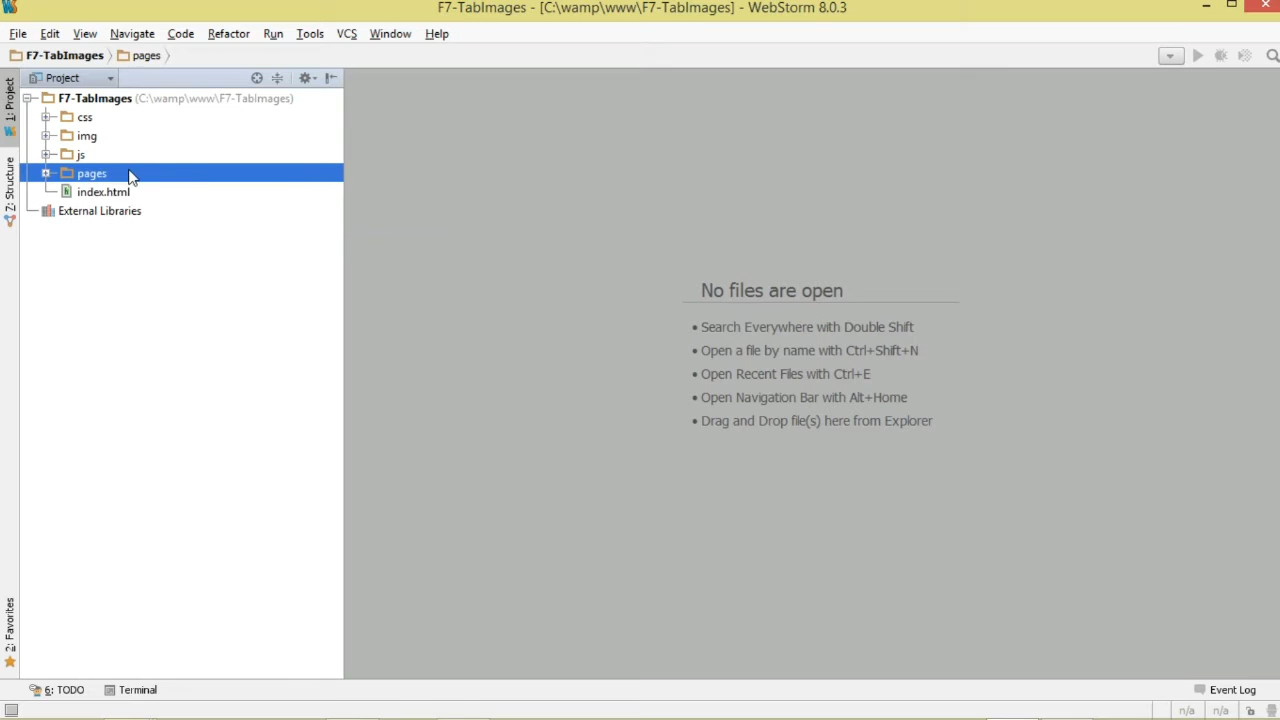 F7-TabImages - [C:\wamp\www\F7-TabImages] - WebStorm 8.0.3
File Edit View Navigate Code Refactor Run Tools VCS Window Help
F7-TabImages pages
Project
F7-TabImages (C:\wamp\www\F7-TabImages)
css
img
js
pages
index.html
External Libraries
1: Project
7: Structure
2: Favorites
No files are open
• Search Everywhere with Double Shift
• Open a file by name with Ctrl+Shift+N
• Open Recent Files with Ctrl+E
• Open Navigation Bar with Alt+Home
• Drag and Drop file(s) here from Explorer
6: TODO Terminal Event Log
n/a n/a